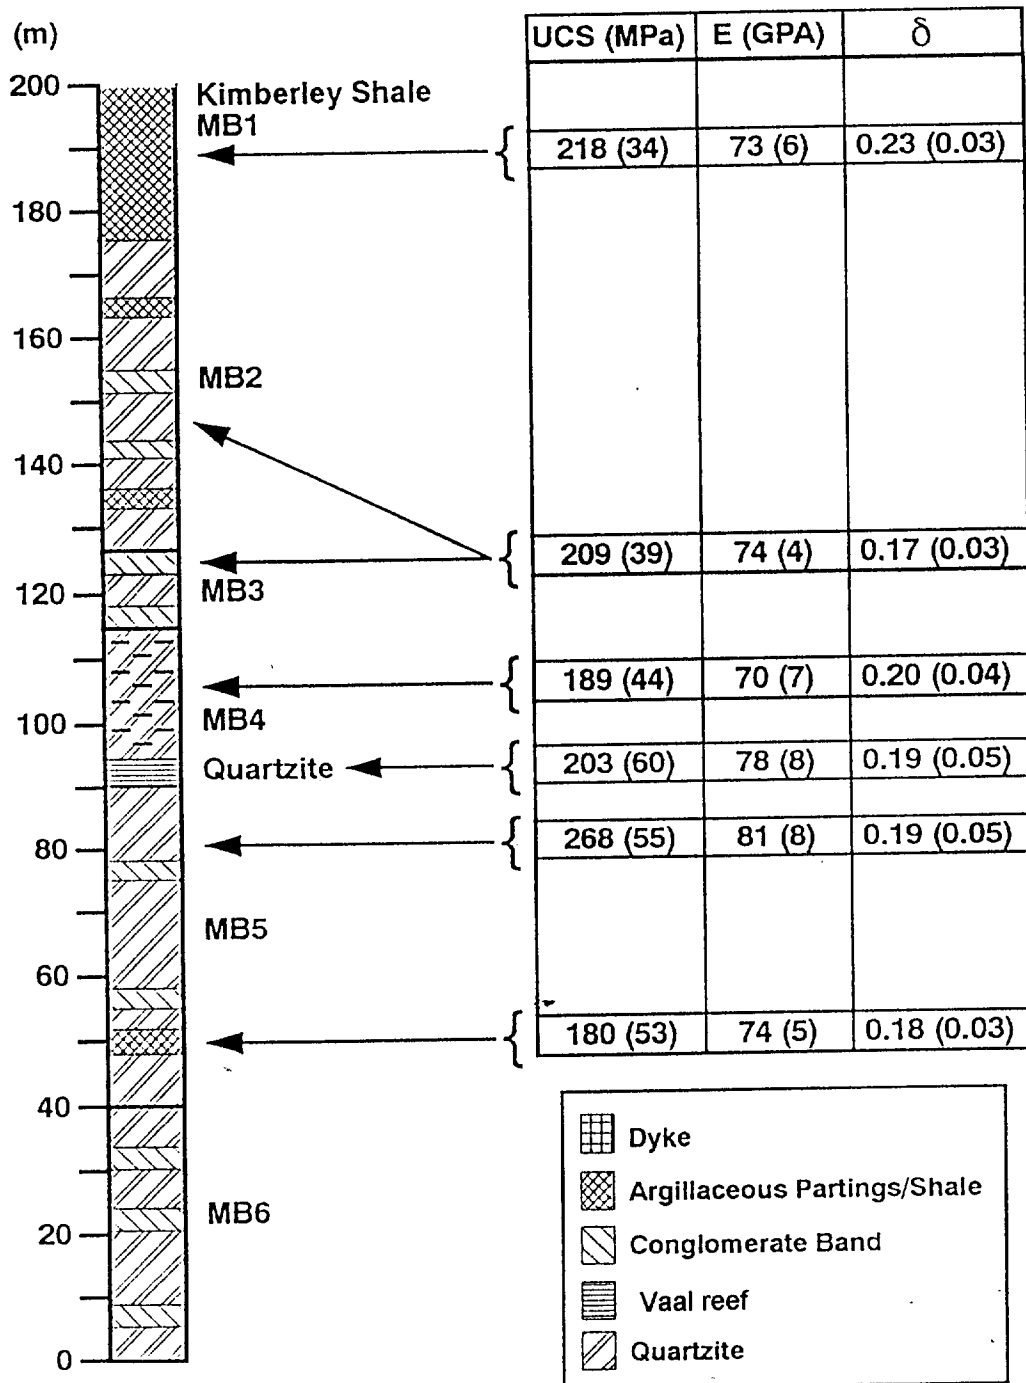 (m)
UCS (MPa) E (GPA) δ
200
Kimberley Shale
MB1
218 (34) 73 (6) 0.23 (0.03)
180
160
MB2
140
209 (39) 74 (4) 0.17 (0.03)
MB3
120
189 (44) 70 (7) 0.20 (0.04)
MB4
100
Quartzite
203 (60) 78 (8) 0.19 (0.05)
268 (55) 81 (8) 0.19 (0.05)
80
MB5
60
180 (53) 74 (5) 0.18 (0.03)
40
MB6
20
0
Dyke
Argillaceous Partings/Shale
Conglomerate Band
Vaal reef
Quartzite